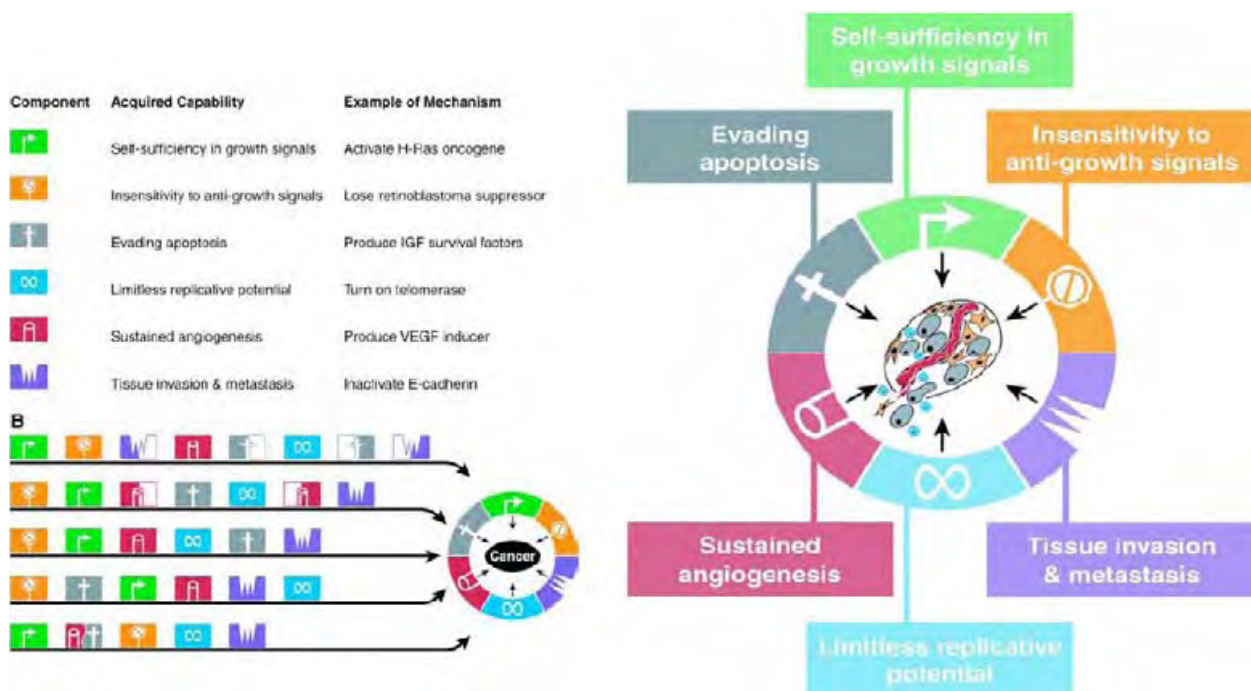 Component Acquired Capability Example of Mechanism
Self-sufficiency in growth signals Activate H-Ras oncogene
Insensitivity to anti-growth signals Lose retinoblastoma suppressor
Evading apoptosis Produce IGF survival factors
Limitless replicative potential Turn on telomerase
Sustained angiogenesis Produce VEGF inducer
Tissue invasion & metastasis Inactivate E-cadherin
B
Cancer
Self-sufficiency in
growth signals
Evading
apoptosis
Insensitivity to
anti-growth signals
Sustained
angiogenesis
Tissue invasion
& metastasis
Limitless replicative
potential